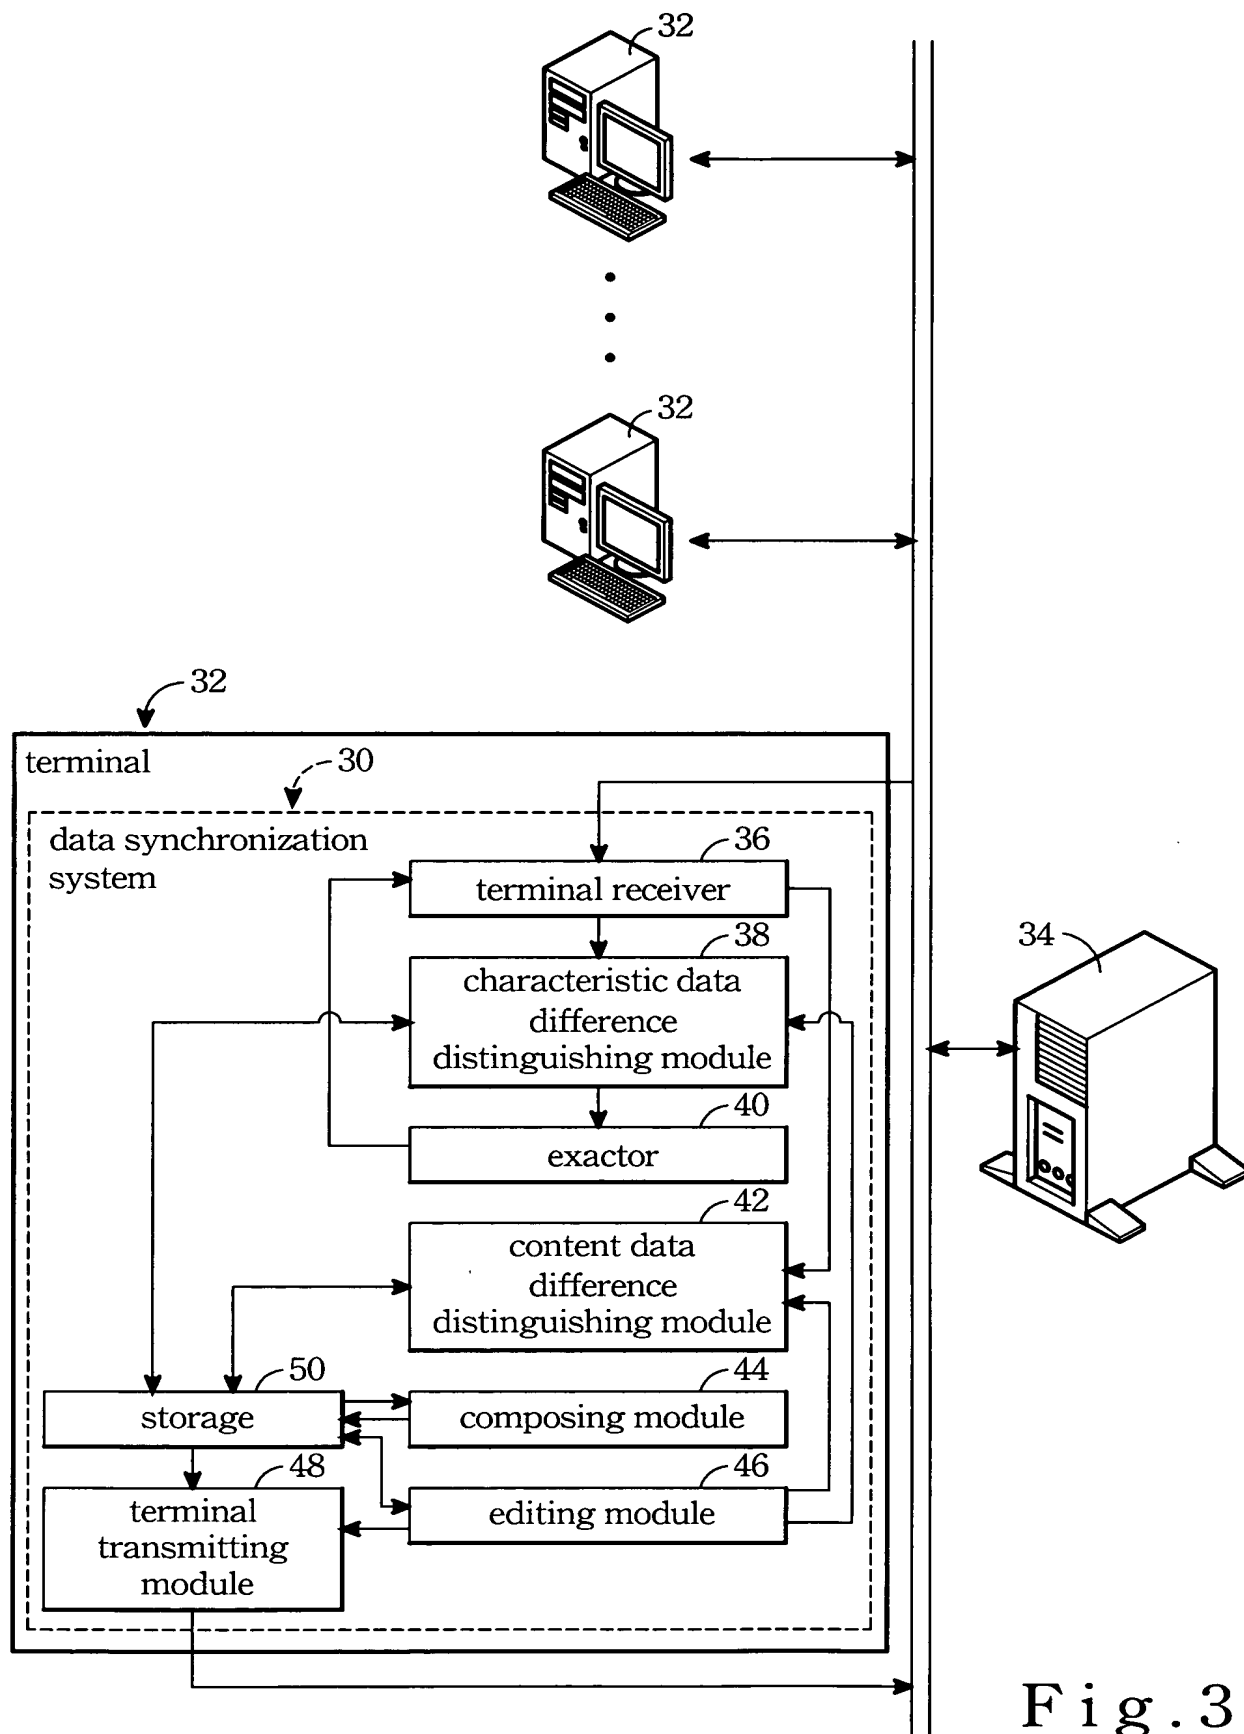 32
32
32
terminal
30
data synchronization
system
36
terminal receiver
38
characteristic data
difference
distinguishing module
34
40
exactor
42
content data
difference
distinguishing module
50
storage
44
composing module
48
terminal
transmitting
module
46
editing module
Fig.3